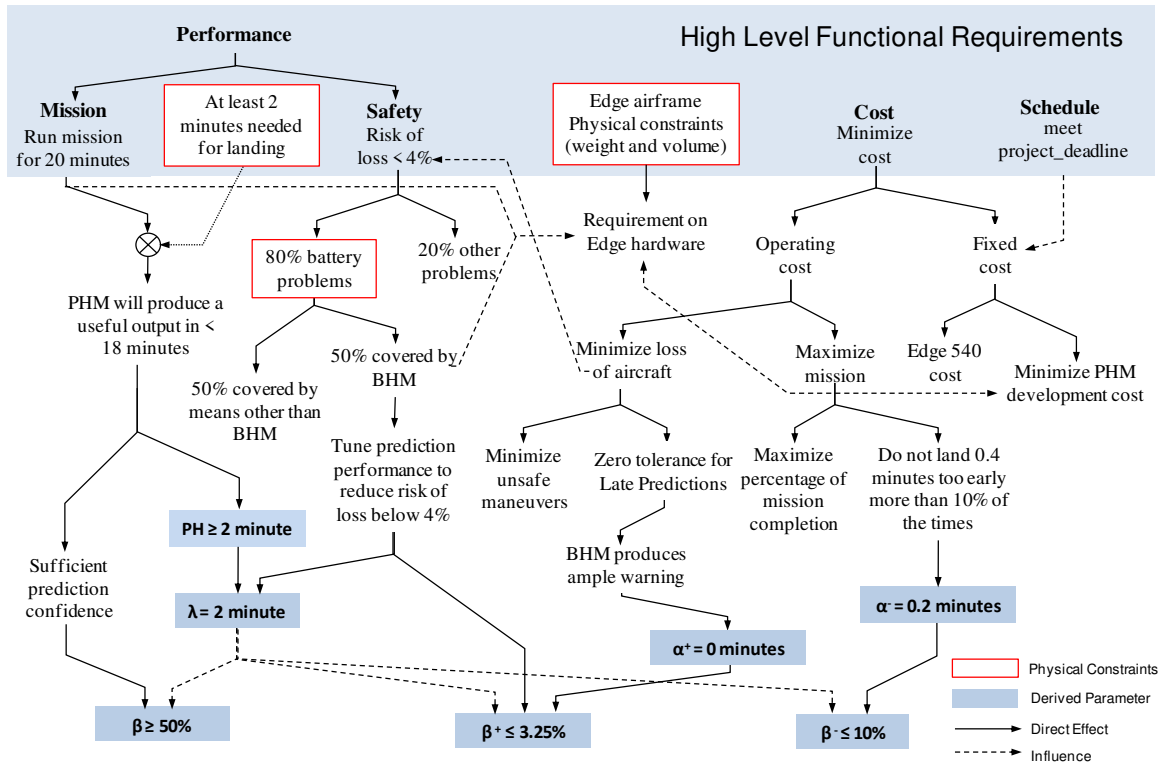 High Level Functional Requirements
Performance
Mission
Run mission
for 20 minutes
At least 2
minutes needed
for landing
Safety
Risk of
loss < 4%
Edge airframe
Physical constraints
(weight and volume)
Cost
Minimize
cost
Schedule
meet
project_deadline
Requirement on
Edge hardware
Operating
cost
Fixed
cost
80% battery
problems
20% other
problems
PHM will produce a
useful output in <
18 minutes
50% covered by
means other than
BHM
50% covered by
BHM
Minimize loss
of aircraft
Maximize
mission
Edge 540
cost
Minimize PHM
development cost
Tune prediction
performance to
reduce risk of
loss below 4%
Minimize
unsafe
maneuvers
Zero tolerance for
Late Predictions
Maximize
percentage of
mission
completion
Do not land 0.4
minutes too early
more than 10% of
the times
PH ≥ 2 minute
Sufficient
prediction
confidence
BHM produces
ample warning
λ = 2 minute
α⁻ = 0.2 minutes
α⁺ = 0 minutes
β ≥ 50%
β⁺ ≤ 3.25%
β⁻ ≤ 10%
Physical Constraints
Derived Parameter
Direct Effect
Influence